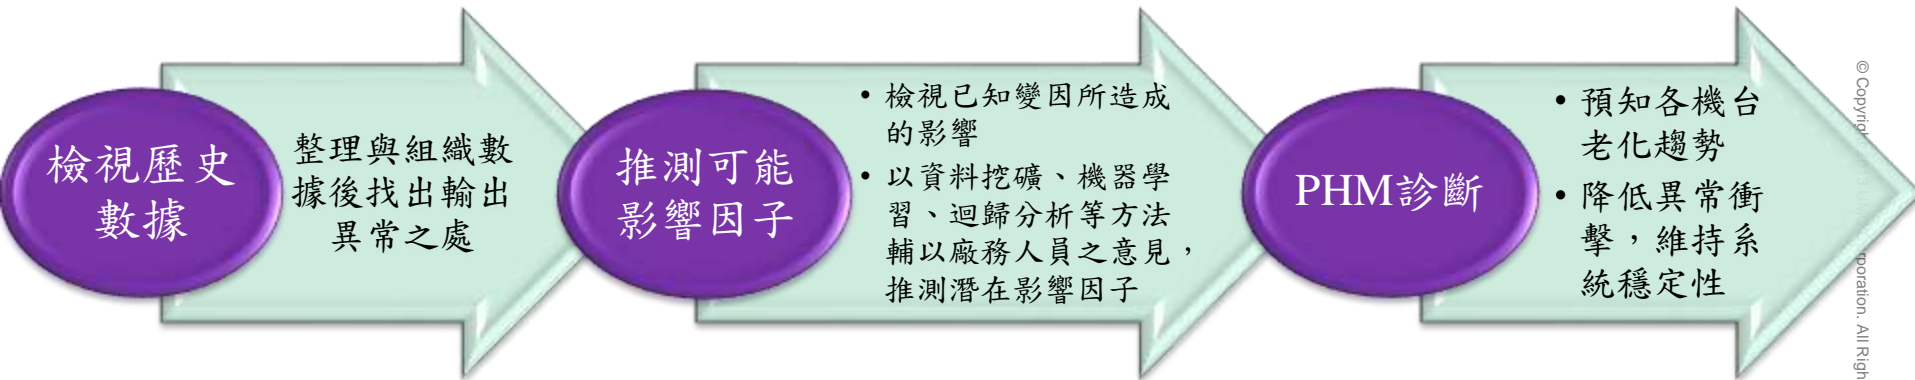 檢視歷史
數據
整理與組織數
據後找出輸出
異常之處
推測可能
影響因子
• 檢視已知變因所造成
的影響
• 以資料挖礦、機器學
習、迴歸分析等方法
輔以廠務人員之意見，
推測潛在影響因子
PHM診斷
• 預知各機台
老化趨勢
• 降低異常衝
擊，維持系
統穩定性
© Copyrig
rporation. All Righ